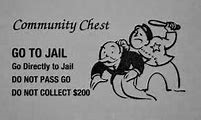 Community Chest
GO TO JAIL
Go Directly to Jail
DO NOT PASS GO
DO NOT COLLECT $200